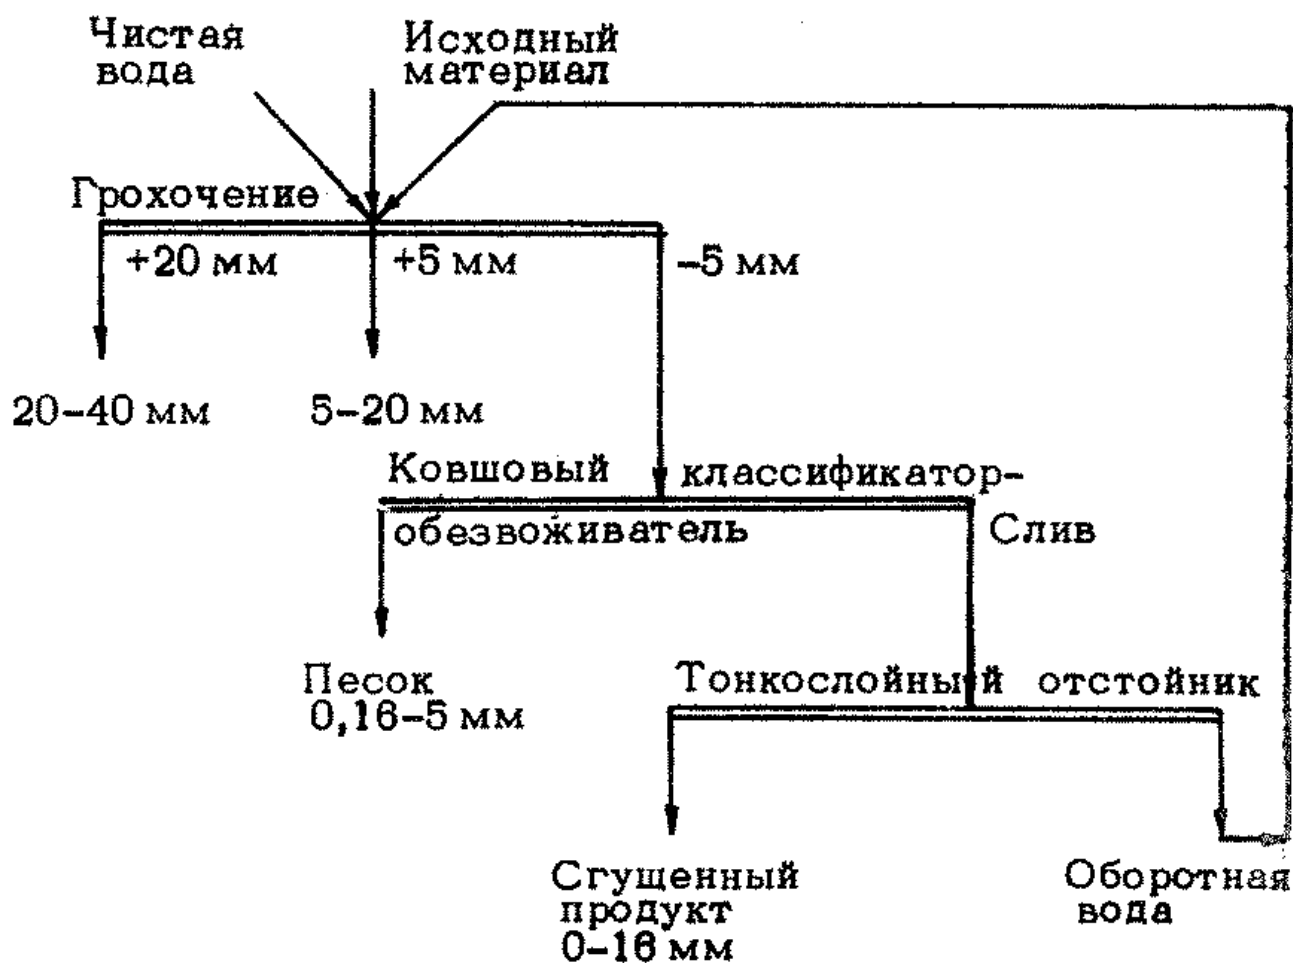 Чистая
вода
Исходный
материал
Грохочение
+20 мм
+5 мм
-5 мм
20-40 мм
5-20 мм
Ковшовый классификатор-
обезвоживатель
Слив
Песок
0,16-5 мм
Тонкослойный отстойник
Сгущенный
продукт
0-16 мм
Оборотная
вода